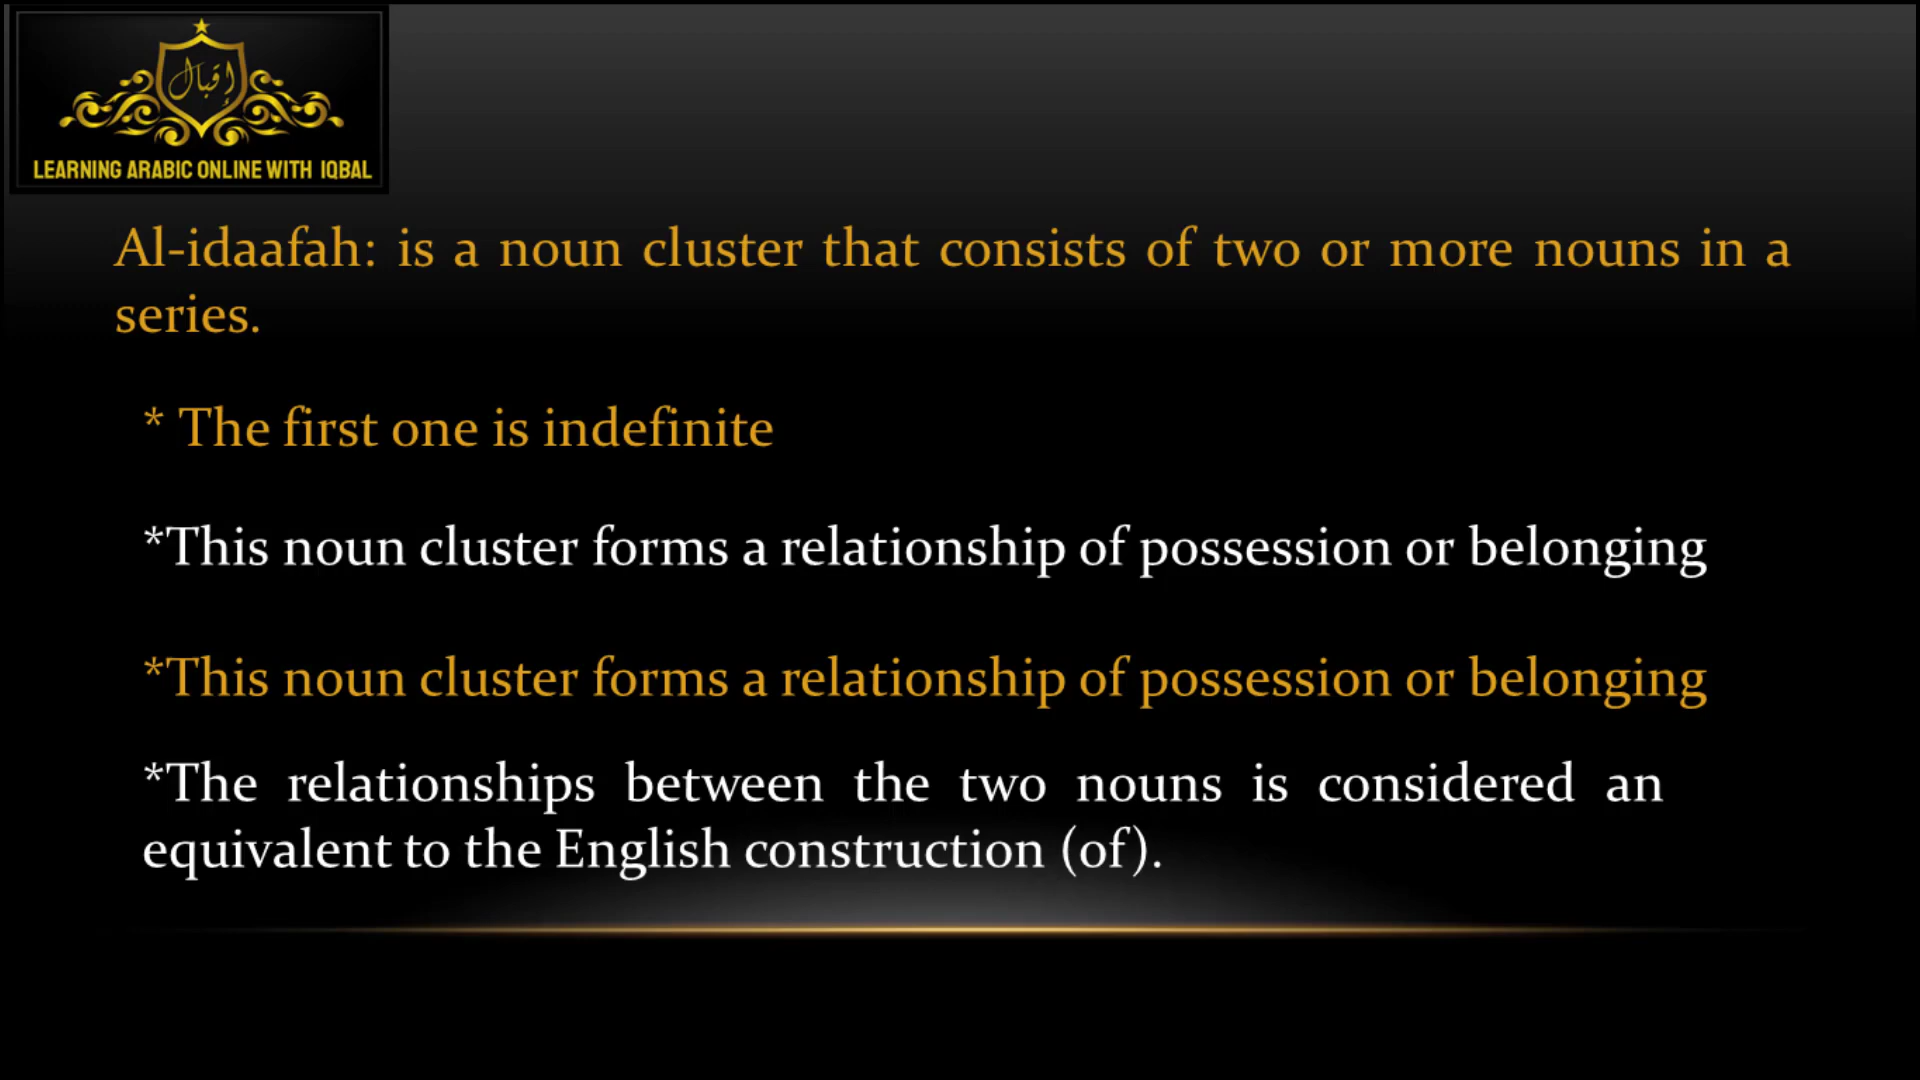 إقبال
LEARNING ARABIC ONLINE WITH IQBAL
Al-idaafah: is a noun cluster that consists of two or more nouns in a
series.
* The first one is indefinite
*This noun cluster forms a relationship of possession or belonging
*This noun cluster forms a relationship of possession or belonging
*The relationships between the two nouns is considered an
equivalent to the English construction (of).